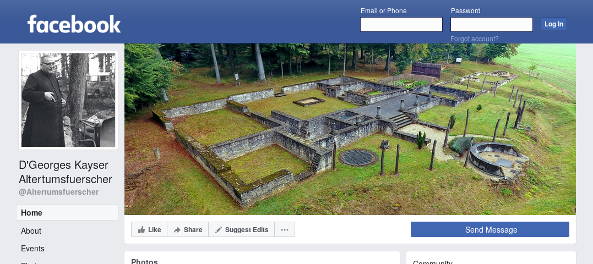 facebook
Email or Phone
Password
Log In
Forgot account?
D'Georges Kayser
Altertumsfuerscher
@Altertumsfuerscher
Home
About
Events
Like
Share
Suggest Edits
Send Message
Photos
Community